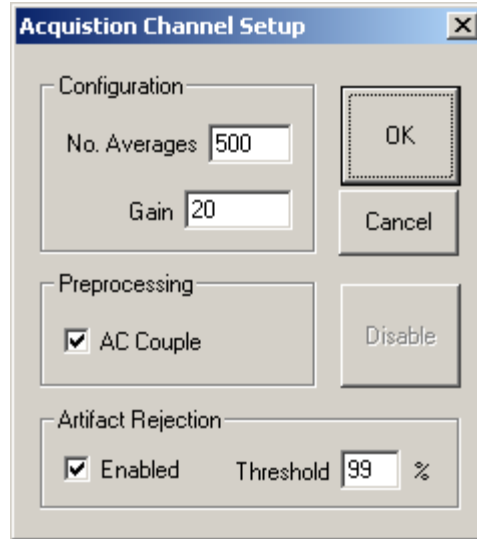 Acquistion Channel Setup
Configuration
No. Averages 500
OK
Gain 20
Cancel
Preprocessing
AC Couple
Disable
Artifact Rejection
Enabled Threshold 99 %